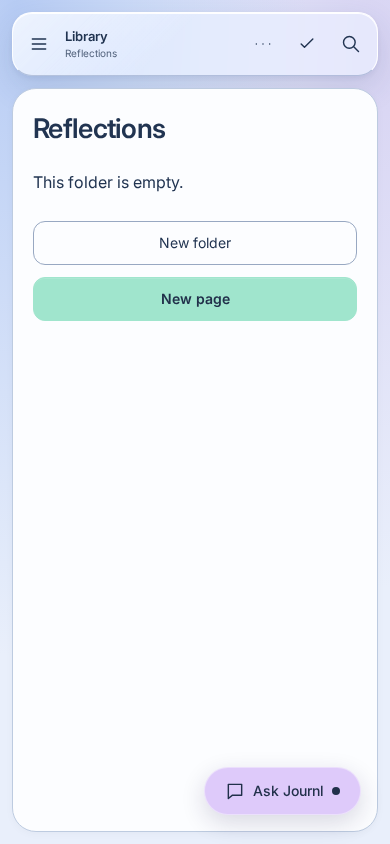 Library
Reflections
Reflections
This folder is empty.
New folder
New page
Ask Journl